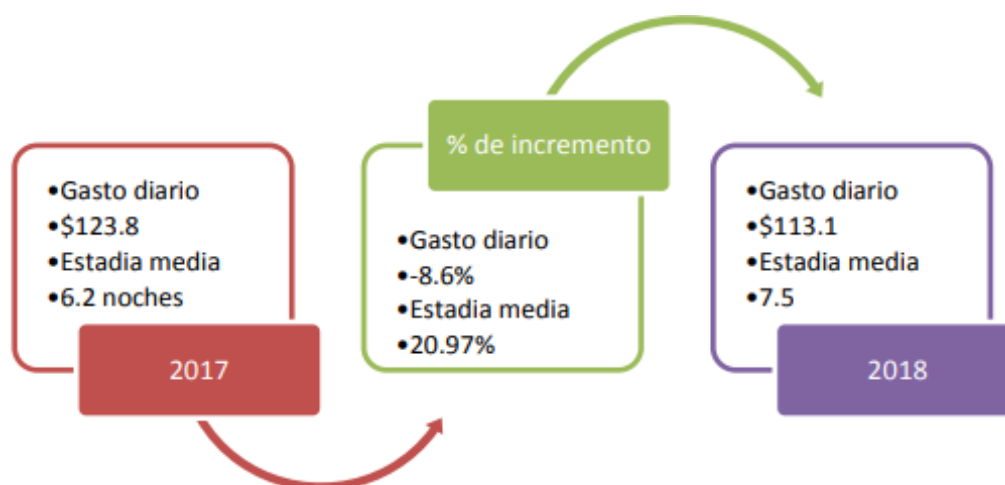 •Gasto diario
•$123.8
•Estadia media
•6.2 noches
2017
% de incremento
•Gasto diario
•-8.6%
•Estadia media
•20.97%
•Gasto diario
•$113.1
•Estadia media
•7.5
2018